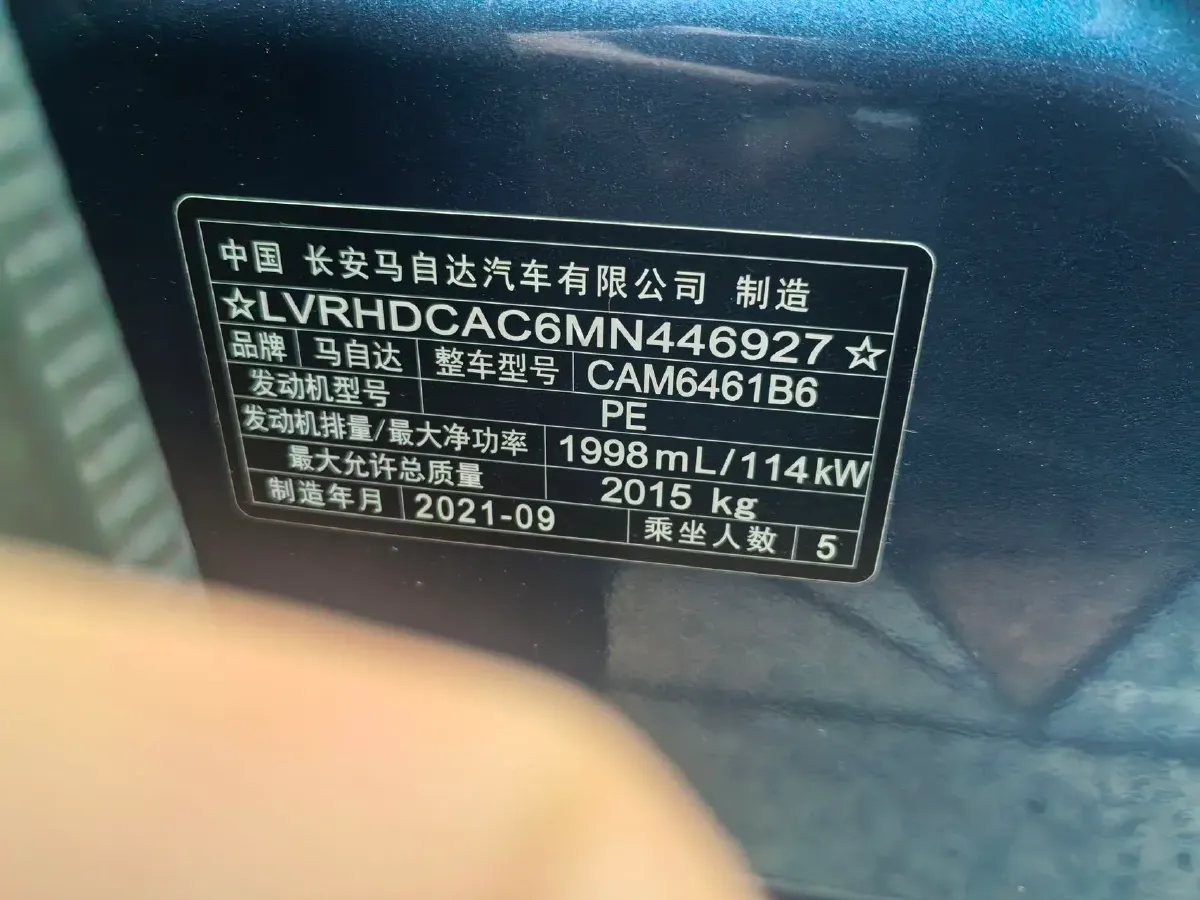 中国 长安马自达汽车有限公司 制造
☆LVRHDCAC6MN446927☆
品牌 马自达 整车型号 CAM6461B6
发动机型号 PE
发动机排量/最大净功率 1998mL/114kW
最大允许总质量 2015 kg
制造年月 2021-09 乘坐人数 5